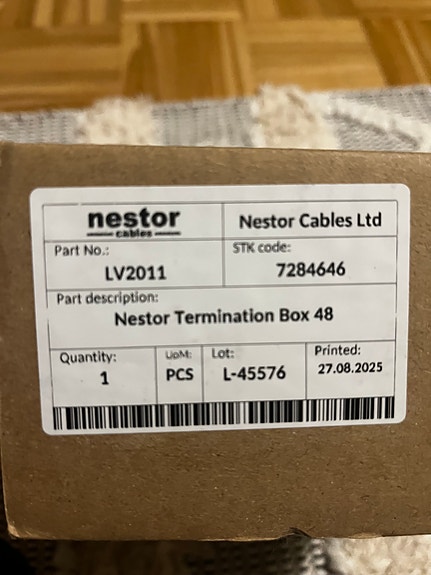 nestor
cables
Nestor Cables Ltd
Part No.:
LV2011
STK code:
7284646
Part description:
Nestor Termination Box 48
Quantity:
1
UoM:
PCS
Lot:
L-45576
Printed:
27.08.2025